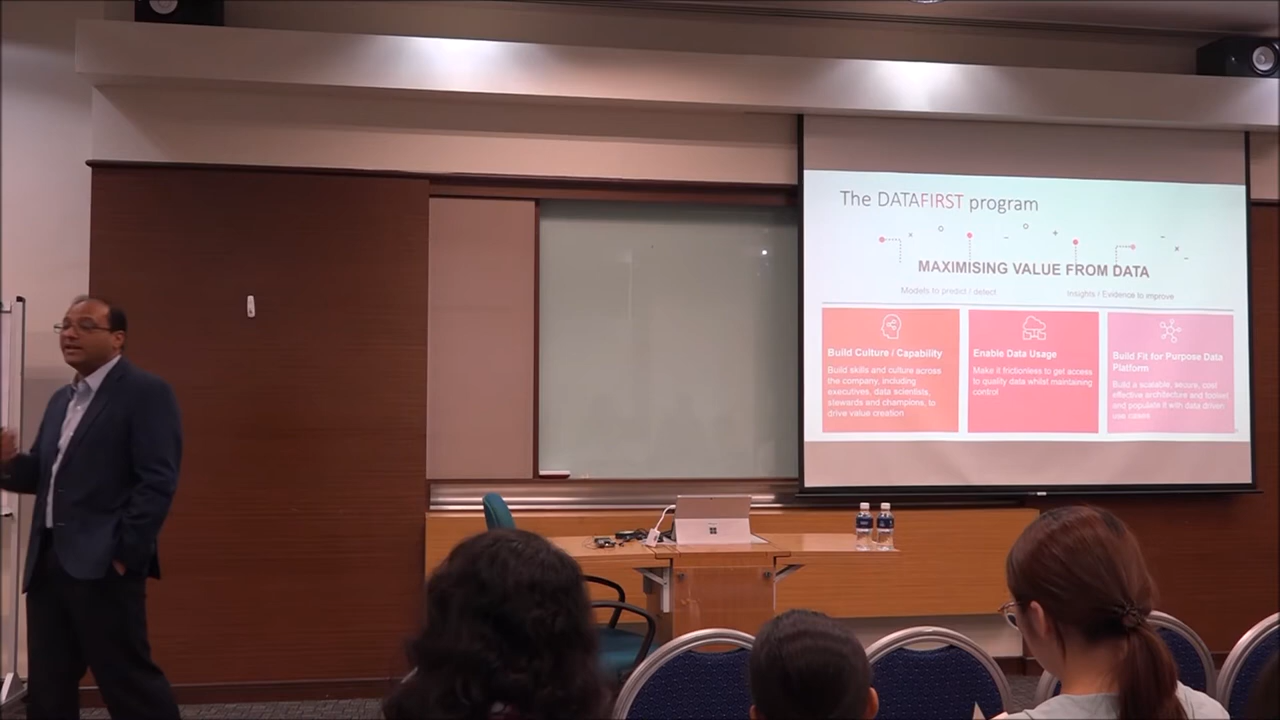 The DATAFIRST program
MAXIMISING VALUE FROM DATA
Models to predict / detect
Insights / Evidence to improve
Build Culture / Capability
Build skills and culture across
the company, including
executives, data scientists,
stewards and champions, to
drive value creation
Enable Data Usage
Make it frictionless to get access
to quality data whilst maintaining
control
Build Fit for Purpose Data
Platform
Build a scalable, secure, cost
effective architecture and toolset
and populate it with data driven
use cases